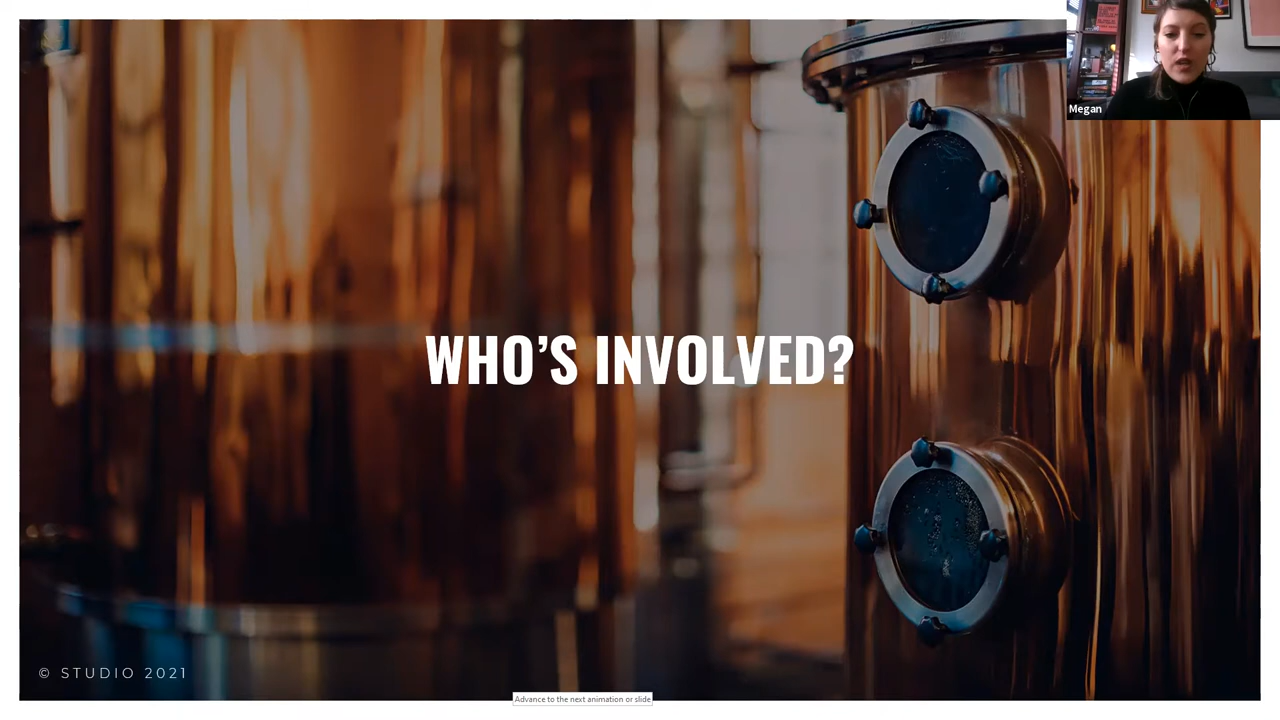 Megan
WHO'S INVOLVED?
© STUDIO 2021
Advance to the next animation or slide